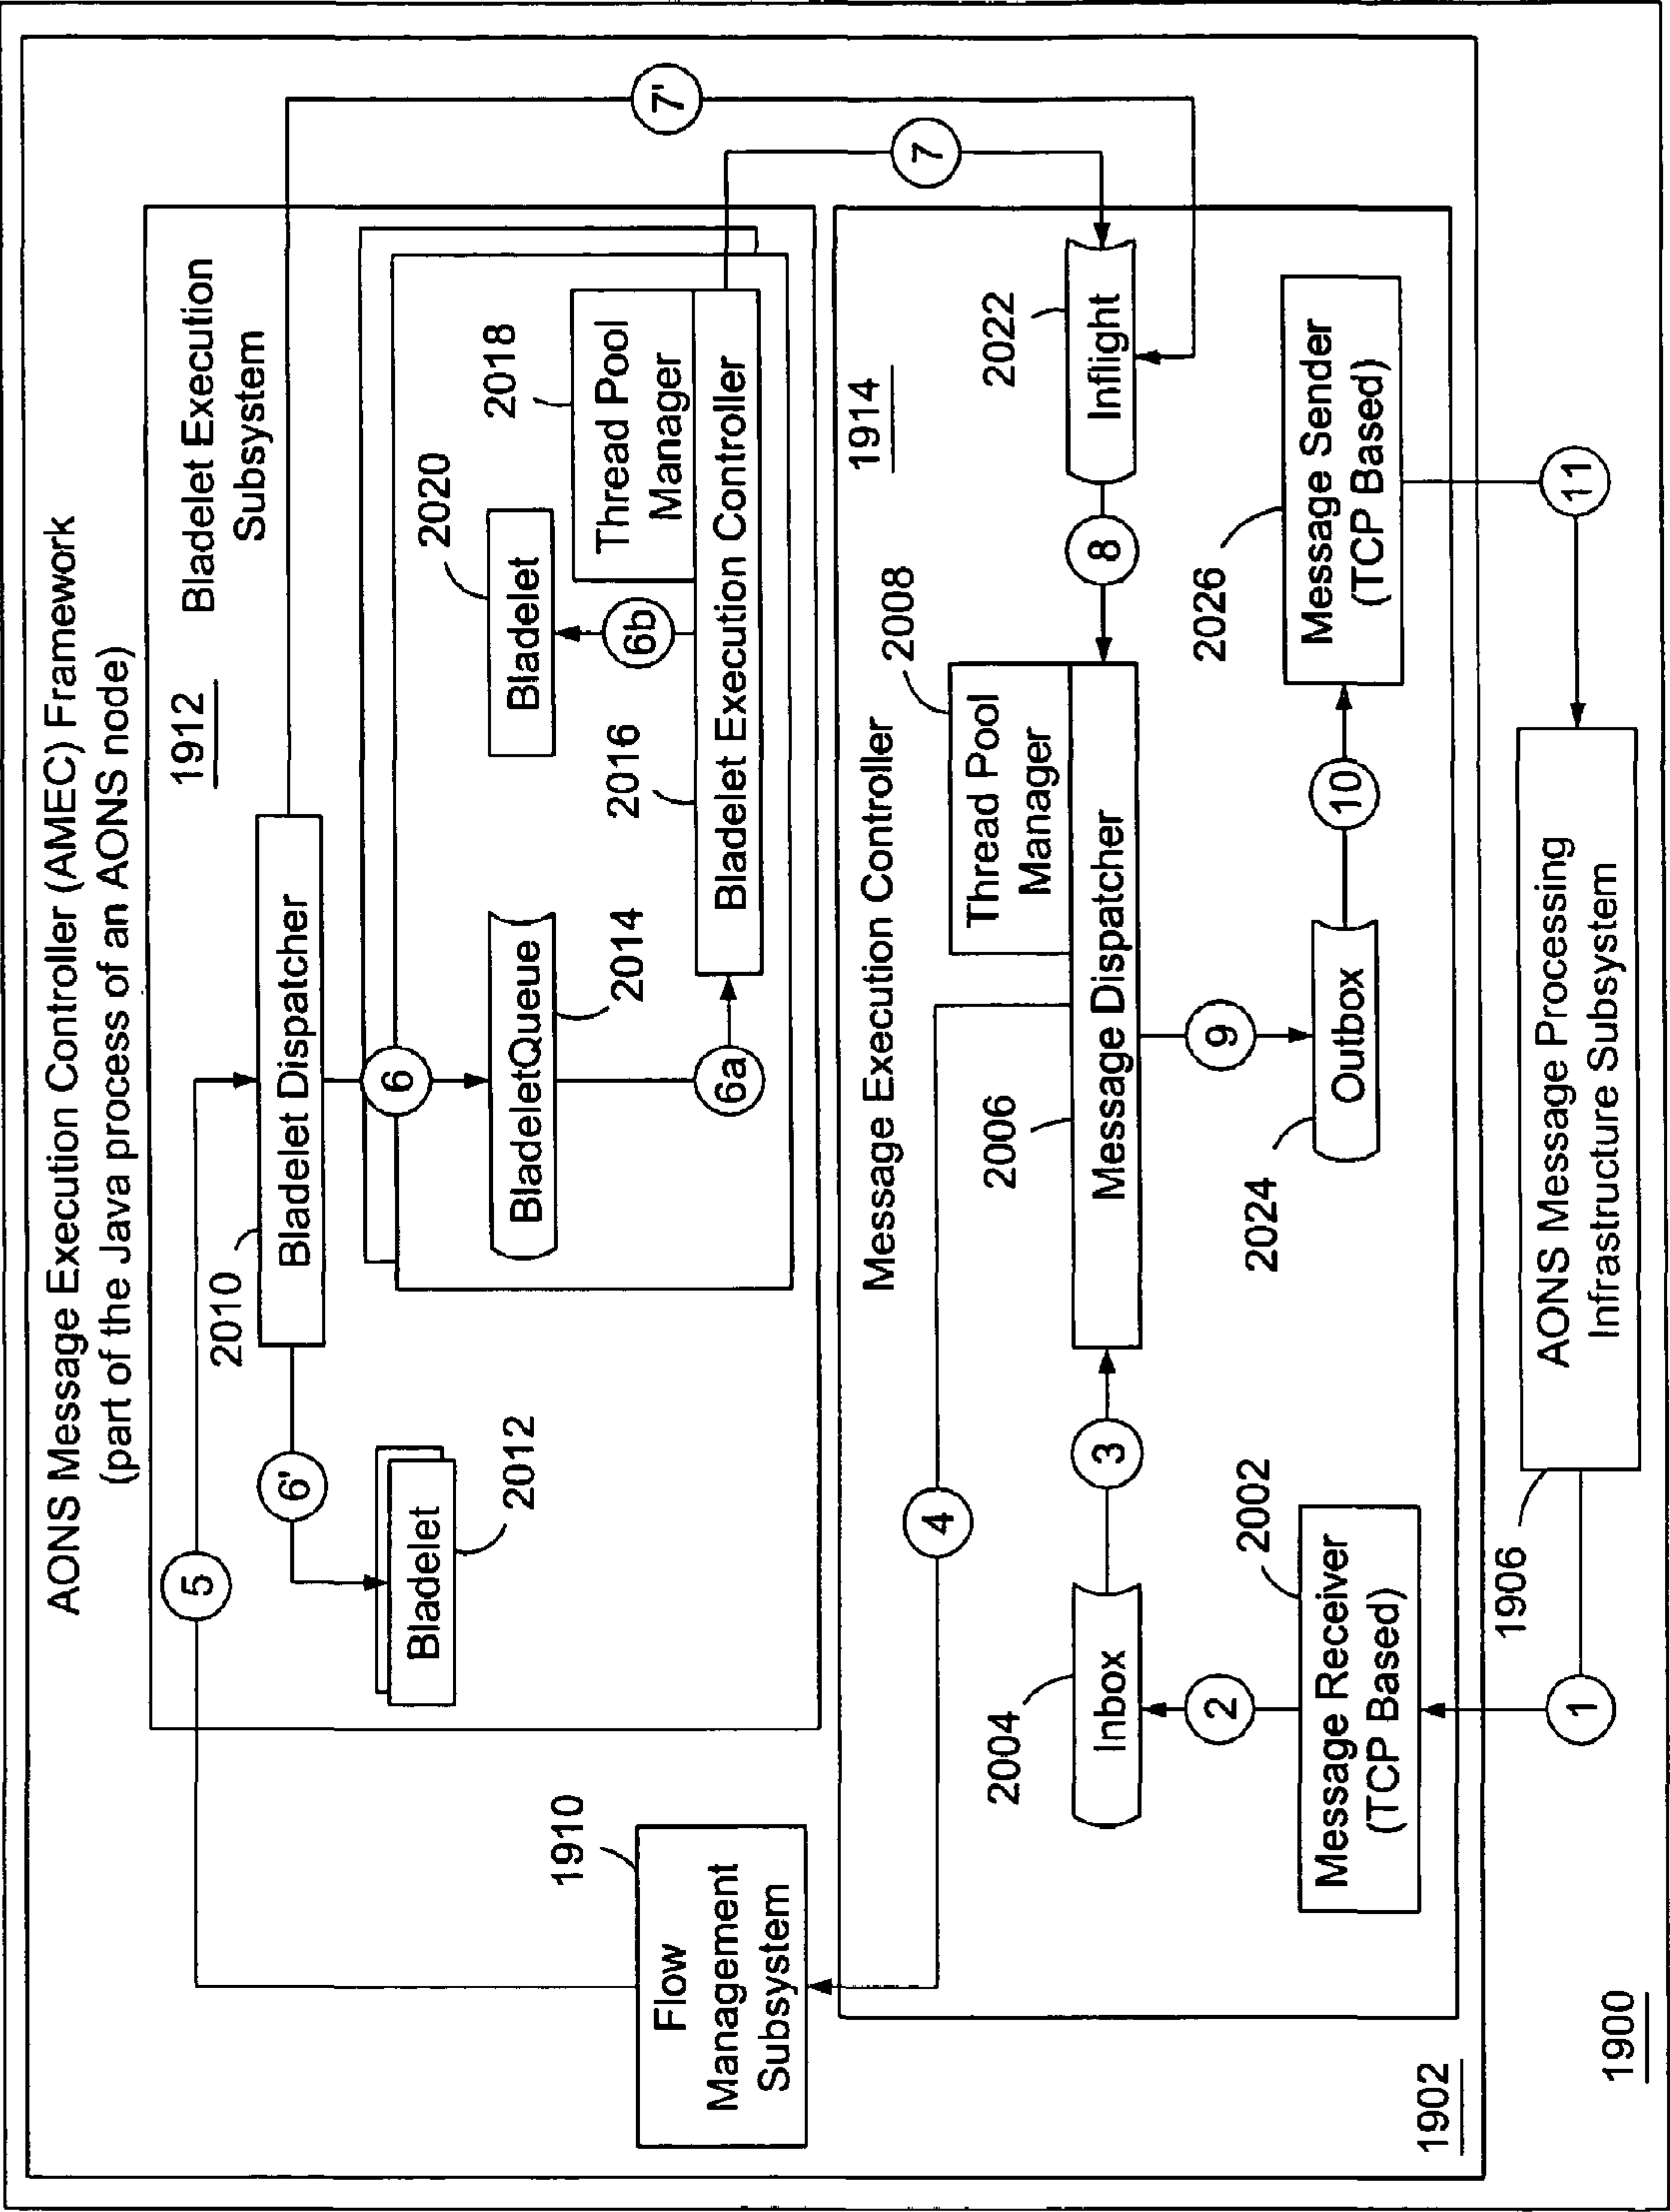 AONS Message Execution Controller (AMEC) Framework
(part of the Java process of an AONS node)
1912
Bladelet Execution
Subsystem
5
2010
Bladelet Dispatcher
7'
6'
6
Bladelet
2012
BladeletQueue
2014
6a
2020
Bladelet
6b
2018
Thread Pool
Manager
2016
Bladelet Execution Controller
7
1910
Flow
Management
Subsystem
Message Execution Controller
1914
4
2008
Thread Pool
Manager
2004
Inbox
3
2006
Message Dispatcher
8
2022
Inflight
2
9
2002
Message Receiver
(TCP Based)
2024
Outbox
10
2026
Message Sender
(TCP Based)
1902
1
1906
AONS Message Processing
Infrastructure Subsystem
11
1900